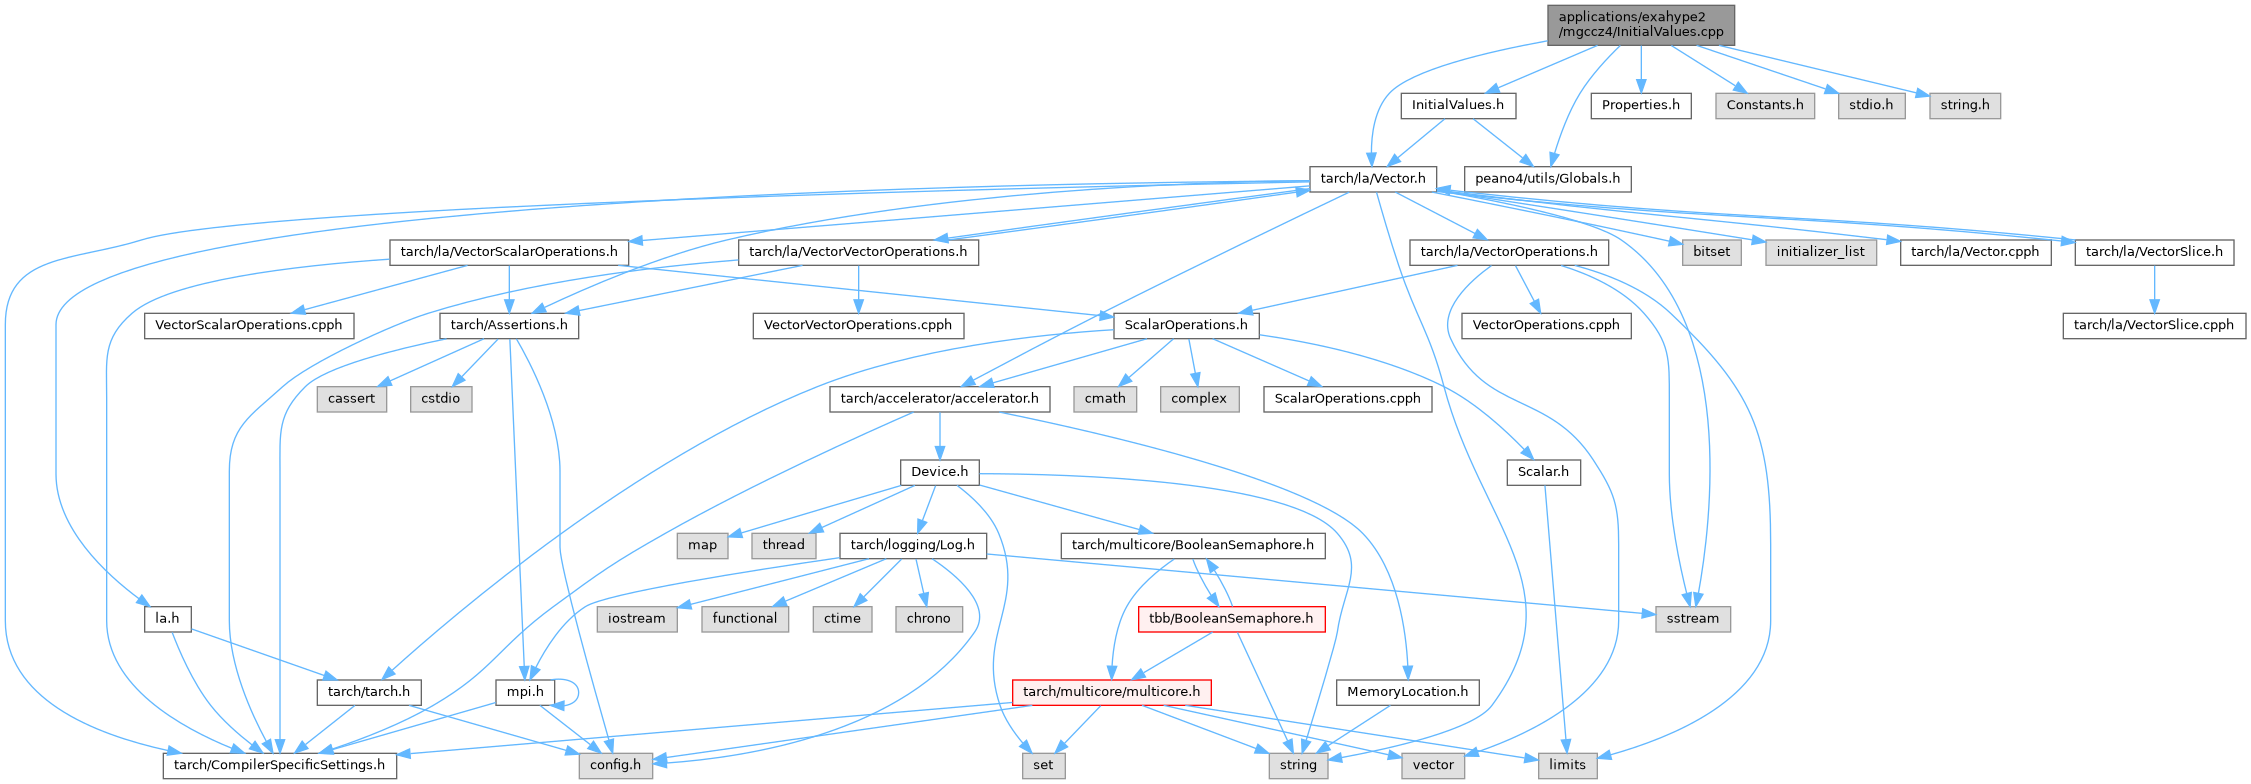 applications/exahype2
/mgccz4/InitialValues.cpp
InitialValues.h
Properties.h
Constants.h
stdio.h
string.h
tarch/la/Vector.h
peano4/utils/Globals.h
tarch/la/VectorScalarOperations.h
tarch/la/VectorVectorOperations.h
tarch/la/VectorOperations.h
bitset
initializer_list
tarch/la/Vector.cpph
tarch/la/VectorSlice.h
VectorScalarOperations.cpph
tarch/Assertions.h
VectorVectorOperations.cpph
ScalarOperations.h
VectorOperations.cpph
tarch/la/VectorSlice.cpph
cassert
cstdio
tarch/accelerator/accelerator.h
cmath
complex
ScalarOperations.cpph
Device.h
Scalar.h
map
thread
tarch/logging/Log.h
tarch/multicore/BooleanSemaphore.h
la.h
iostream
functional
ctime
chrono
tbb/BooleanSemaphore.h
sstream
tarch/tarch.h
mpi.h
tarch/multicore/multicore.h
MemoryLocation.h
tarch/CompilerSpecificSettings.h
config.h
set
string
vector
limits